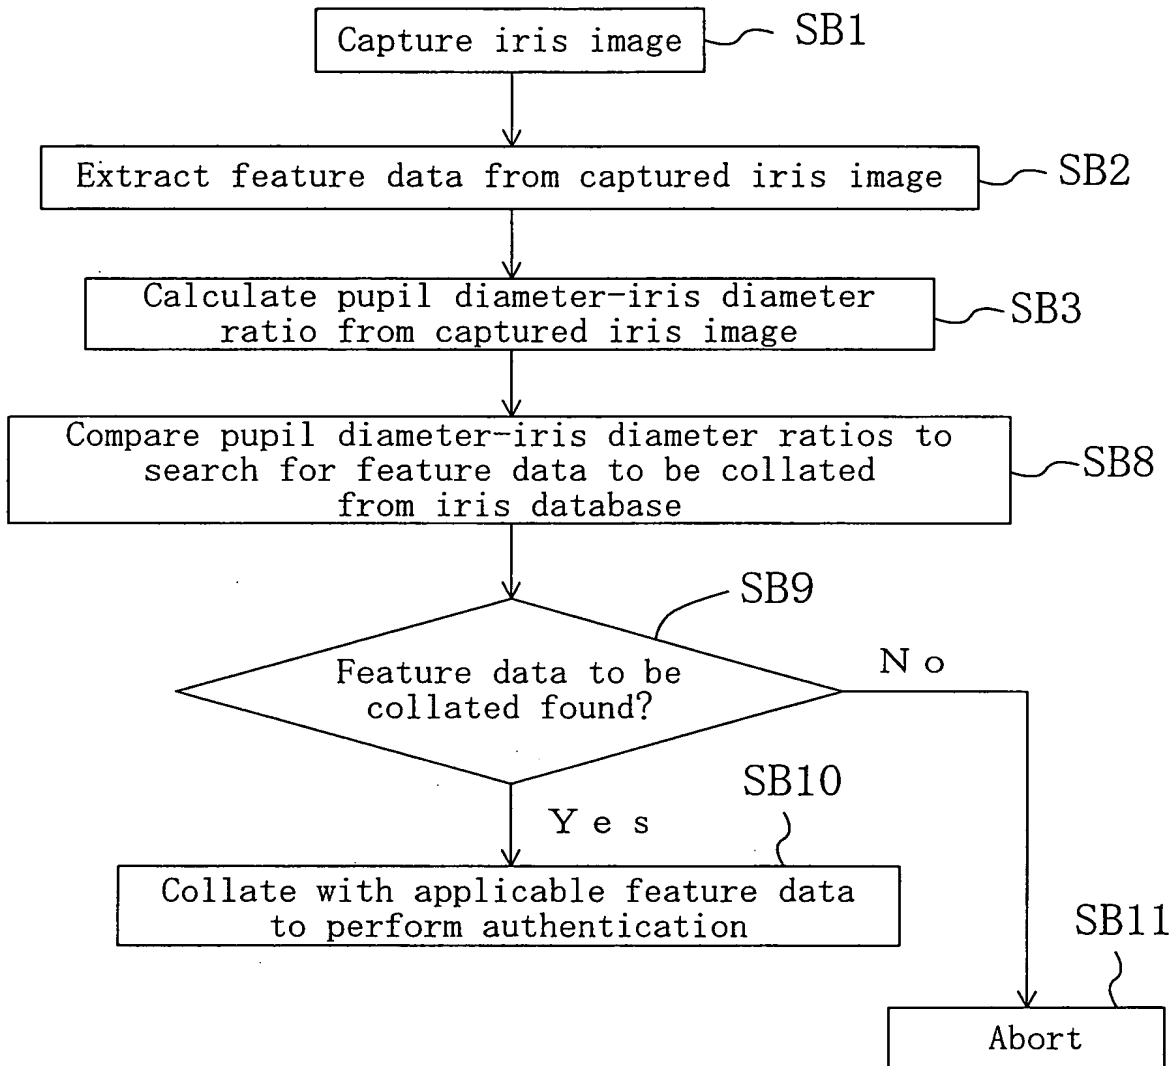 Capture iris image
SB1
Extract feature data from captured iris image
SB2
Calculate pupil diameter-iris diameter
ratio from captured iris image
SB3
Compare pupil diameter-iris diameter ratios to
search for feature data to be collated
from iris database
SB8
SB9
Feature data to be
collated found?
No
Yes
SB10
Collate with applicable feature data
to perform authentication
SB11
Abort